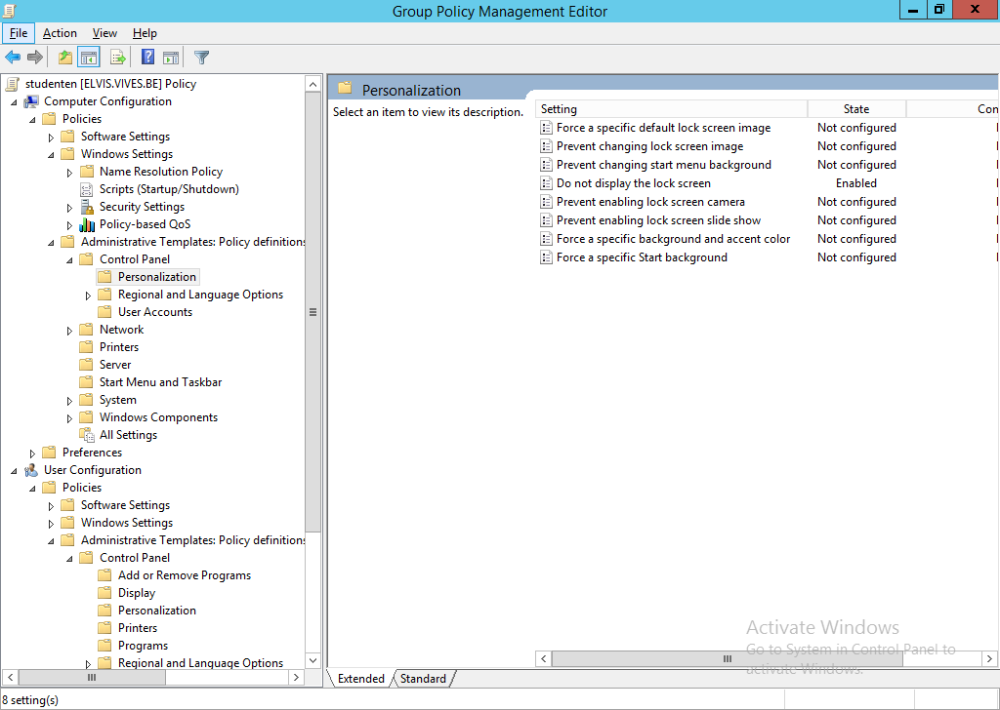 Group Policy Management Editor
File Action View Help
studenten [ELVIS.VIVES.BE] Policy
Computer Configuration
Policies
Software Settings
Windows Settings
Name Resolution Policy
Scripts (Startup/Shutdown)
Security Settings
Policy-based QoS
Administrative Templates: Policy definitions
Control Panel
Personalization
Regional and Language Options
User Accounts
Network
Printers
Server
Start Menu and Taskbar
System
Windows Components
All Settings
Preferences
User Configuration
Policies
Software Settings
Windows Settings
Administrative Templates: Policy definitions
Control Panel
Add or Remove Programs
Display
Personalization
Printers
Programs
Regional and Language Options
Personalization
Select an item to view its description.
Setting State Con
Force a specific default lock screen image Not configured
Prevent changing lock screen image Not configured
Prevent changing start menu background Not configured
Do not display the lock screen Enabled
Prevent enabling lock screen camera Not configured
Prevent enabling lock screen slide show Not configured
Force a specific background and accent color Not configured
Force a specific Start background Not configured
Activate Windows
Go to System in Control Panel to
activate Windows.
Extended Standard
8 setting(s)